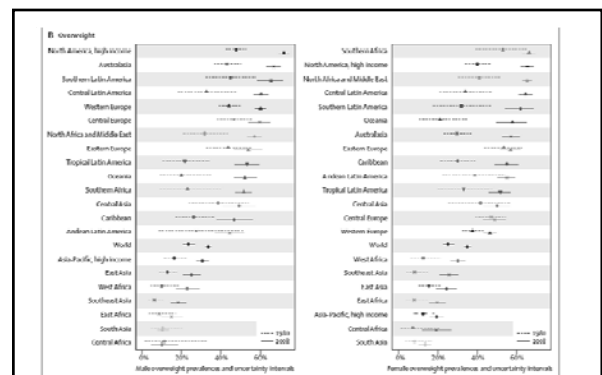 B Overweight
North America, high income
Australasia
Southern Latin America
Central Latin America
Western Europe
Central Europe
North Africa and Middle East
Eastern Europe
Tropical Latin America
Oceania
Southern Africa
Central Asia
Caribbean
Andean Latin America
World
Asia-Pacific, high income
East Asia
West Africa
Southeast Asia
East Africa
South Asia
Central Africa
1980
2008
0% 20% 40% 60%
Male overweight prevalences and uncertainty intervals
Southern Africa
North America, high income
North Africa and Middle East
Central Latin America
Southern Latin America
Oceania
Australasia
Eastern Europe
Caribbean
Andean Latin America
Tropical Latin America
Central Asia
Central Europe
Western Europe
World
West Africa
Southeast Asia
East Asia
East Africa
Asia-Pacific, high income
Central Africa
South Asia
1980
2008
0% 20% 40% 60%
Female overweight prevalences and uncertainty intervals